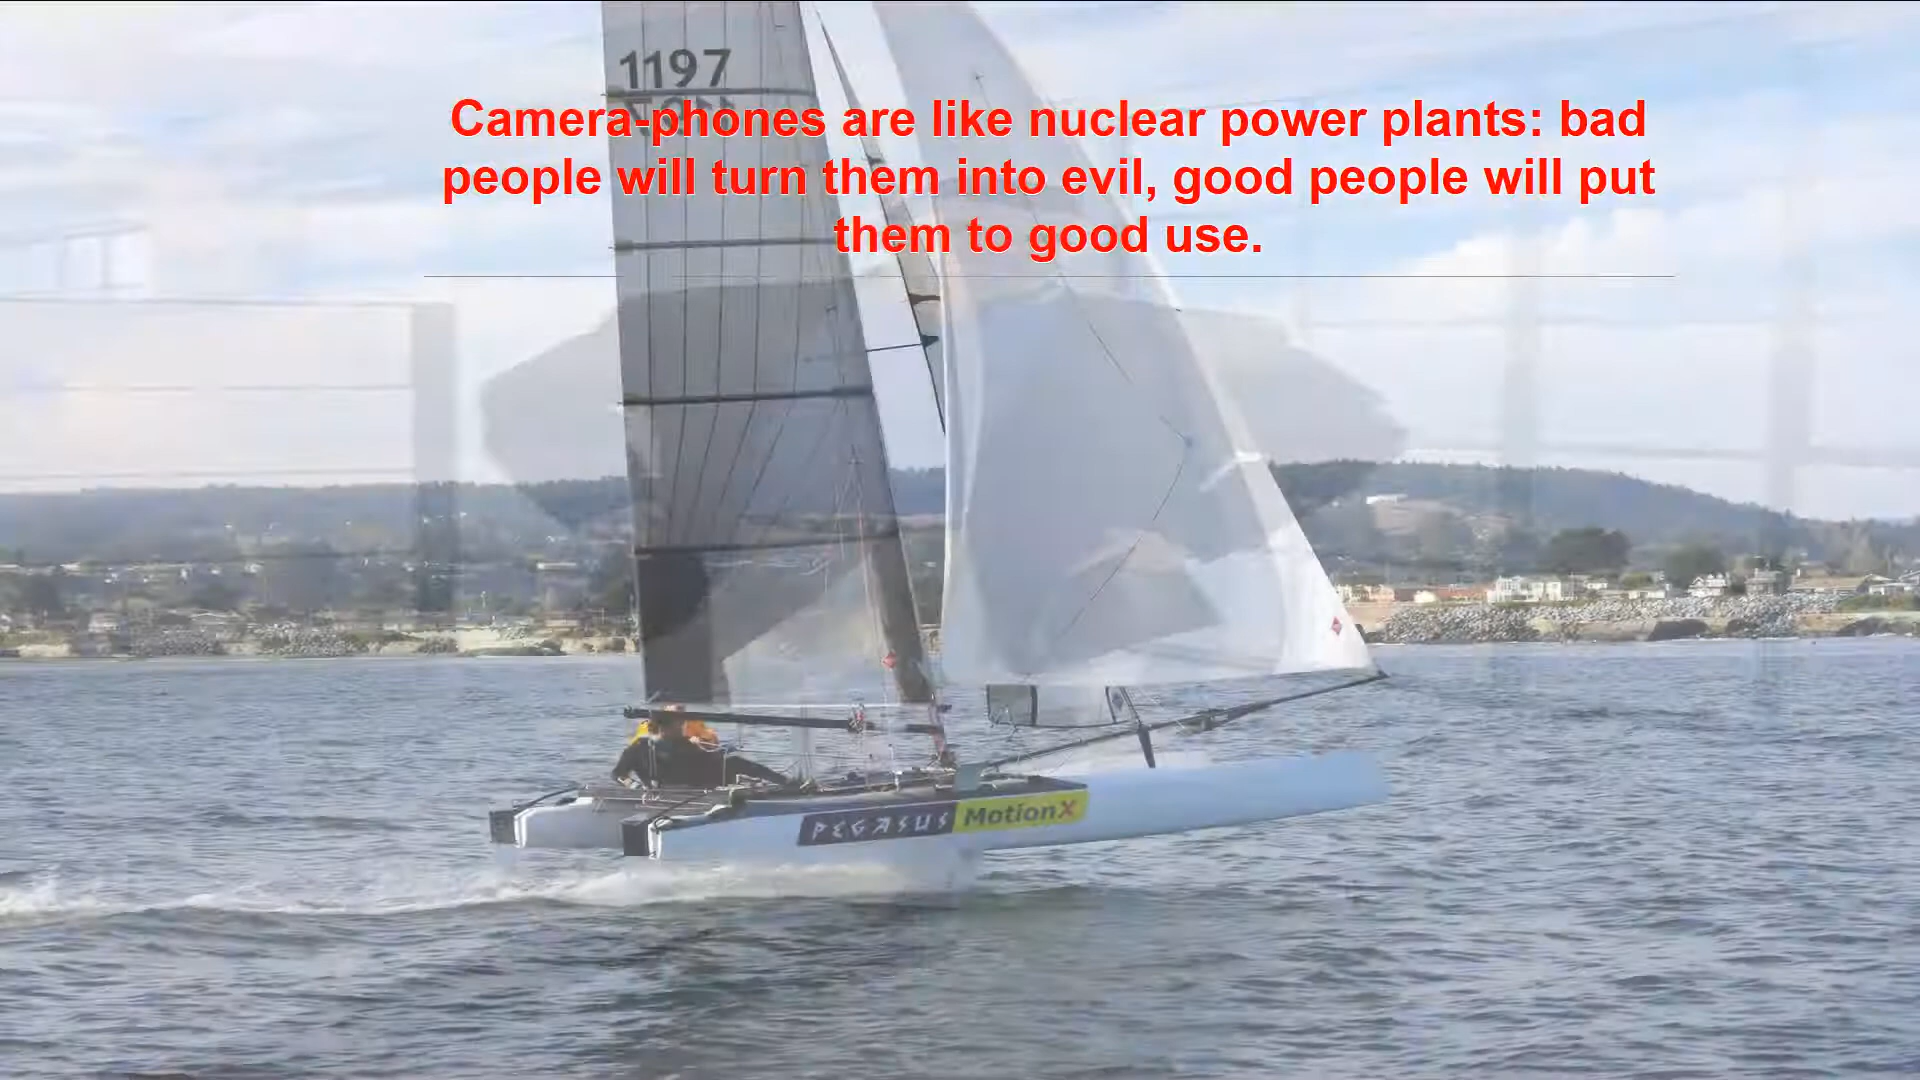 1197
1197
Camera-phones are like nuclear power plants: bad
people will turn them into evil, good people will put
them to good use.
PEGASUS MotionX